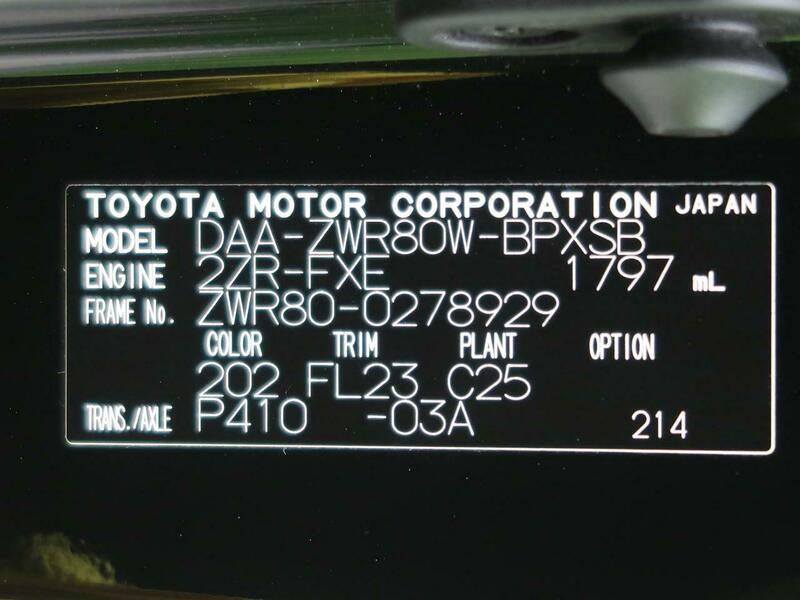 TOYOTA MOTOR CORPORATION JAPAN
MODEL DAA-ZWR80W-BPXSB
ENGINE 2ZR-FXE 1797 mL
FRAME No. ZWR80-0278929
COLOR TRIM PLANT OPTION
202 FL23 C25
TRANS./AXLE P410 -03A 214